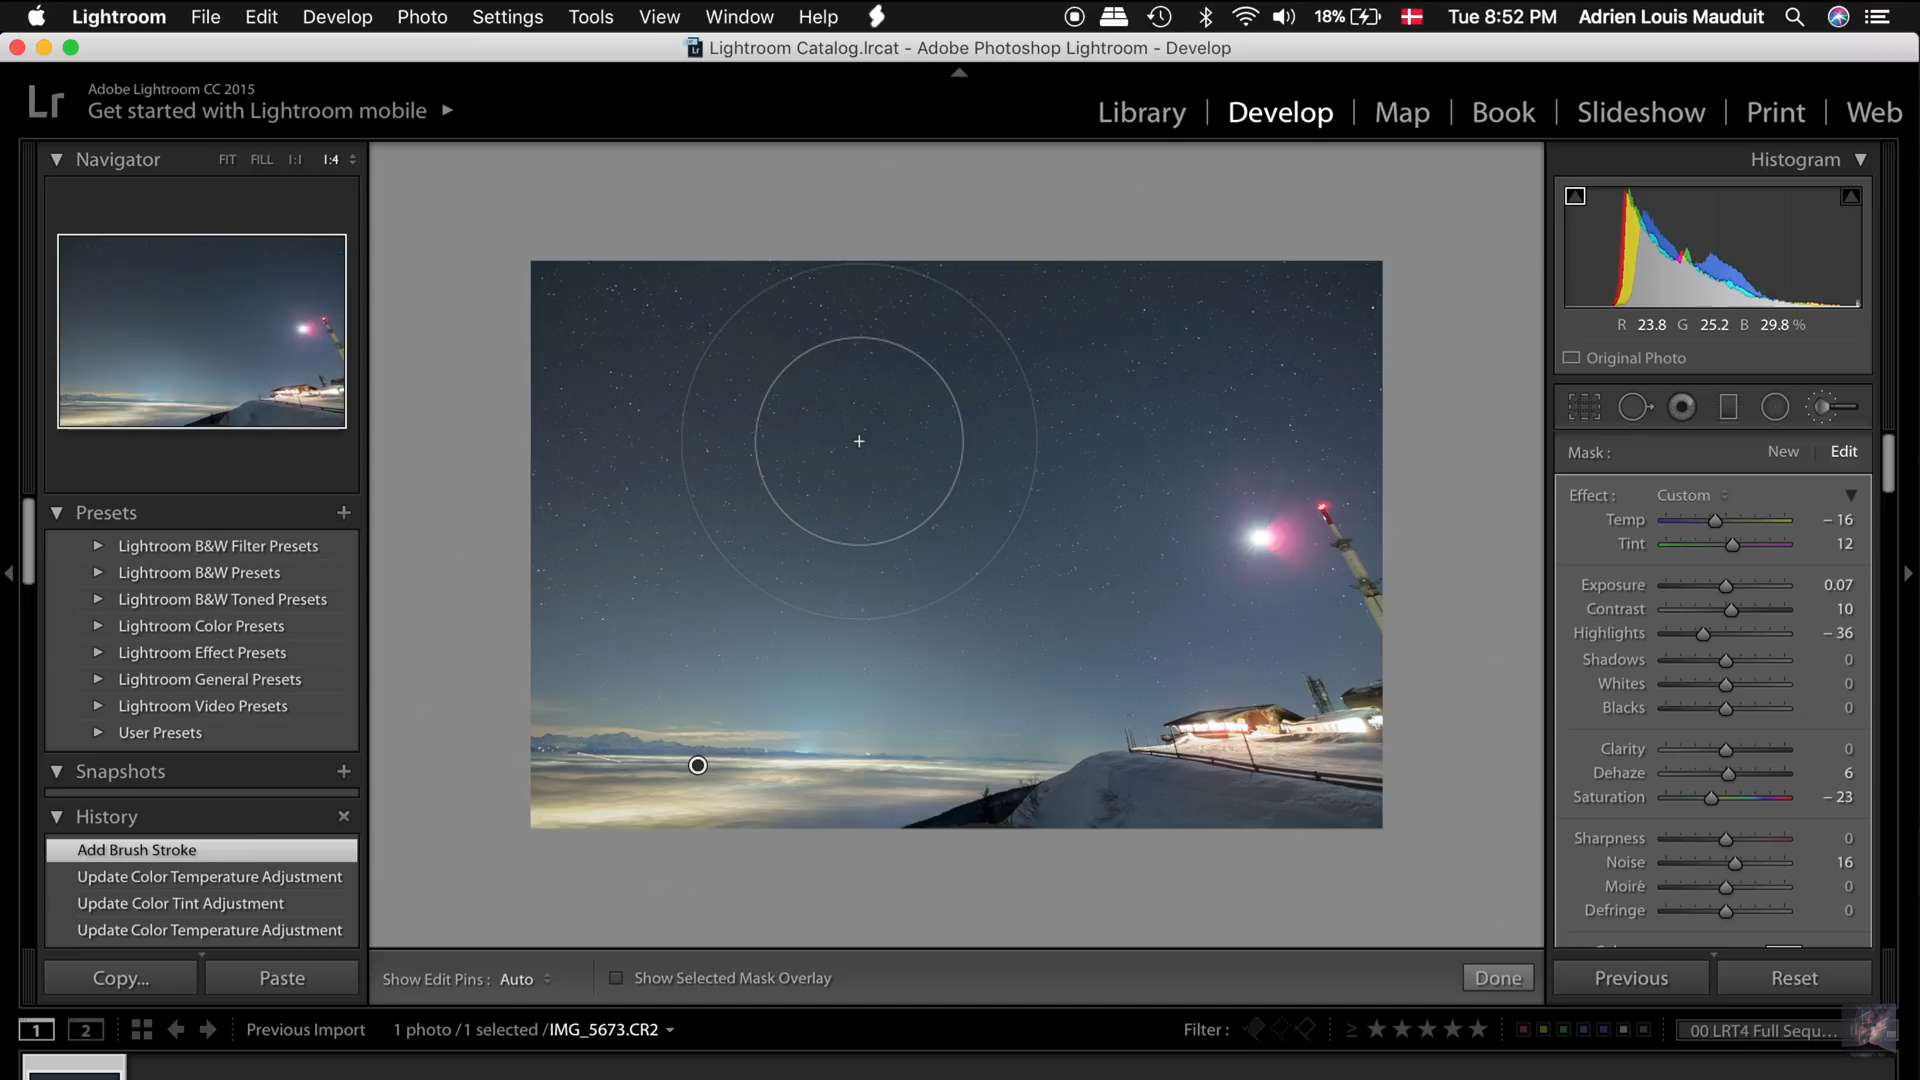 Lightroom File Edit Develop Photo Settings Tools View Window Help 18% Tue 8:52 PM Adrien Louis Mauduit
Lightroom Catalog.lrcat - Adobe Photoshop Lightroom - Develop
Lr Adobe Lightroom CC 2015
Get started with Lightroom mobile
Library | Develop | Map | Book | Slideshow | Print | Web
Navigator FIT FILL 1:1 1:4
Histogram
R 23.8 G 25.2 B 29.8 %
Original Photo
Mask : New Edit
Effect : Custom
Temp – 16
Tint 12
Exposure 0.07
Contrast 10
Highlights – 36
Shadows 0
Whites 0
Blacks 0
Clarity 0
Dehaze 6
Saturation – 23
Sharpness 0
Noise 16
Moiré 0
Defringe 0
Presets +
Lightroom B&W Filter Presets
Lightroom B&W Presets
Lightroom B&W Toned Presets
Lightroom Color Presets
Lightroom Effect Presets
Lightroom General Presets
Lightroom Video Presets
User Presets
Snapshots +
History ×
Add Brush Stroke
Update Color Temperature Adjustment
Update Color Tint Adjustment
Update Color Temperature Adjustment
Copy... Paste
Show Edit Pins : Auto Show Selected Mask Overlay Done
Previous Reset
1 2 Previous Import 1 photo / 1 selected / IMG_5673.CR2 Filter : ≥ ★★★★★ 00 LRT4 Full Sequ...